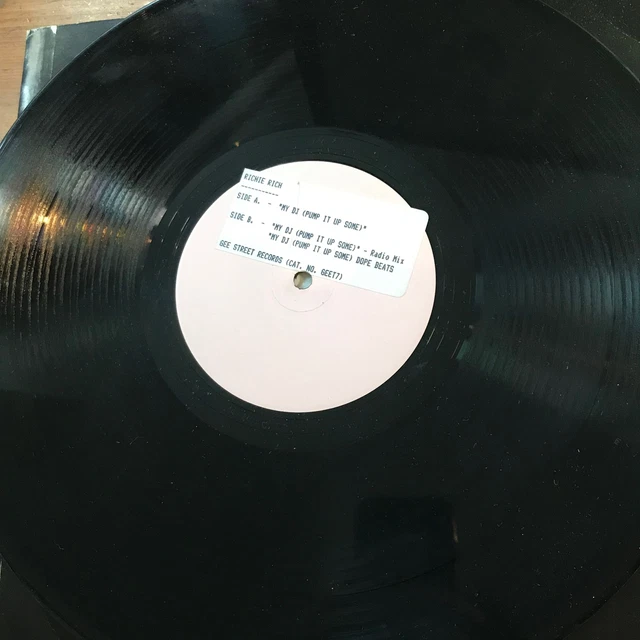 RICHIE RICH
-----------
SIDE A. - "MY DJ (PUMP IT UP SOME)"
SIDE B. - "MY DJ (PUMP IT UP SOME)" - Radio Mix
"MY DJ (PUMP IT UP SOME) DOPE BEATS
GEE STREET RECORDS (CAT. NO. GEET7)